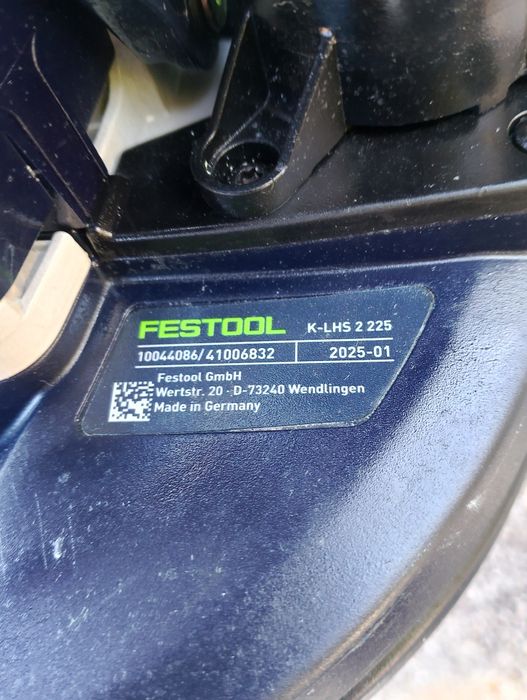 FESTOOL K-LHS 2 225
10044086/41006832 2025-01
Festool GmbH
Wertstr. 20 · D-73240 Wendlingen
Made in Germany